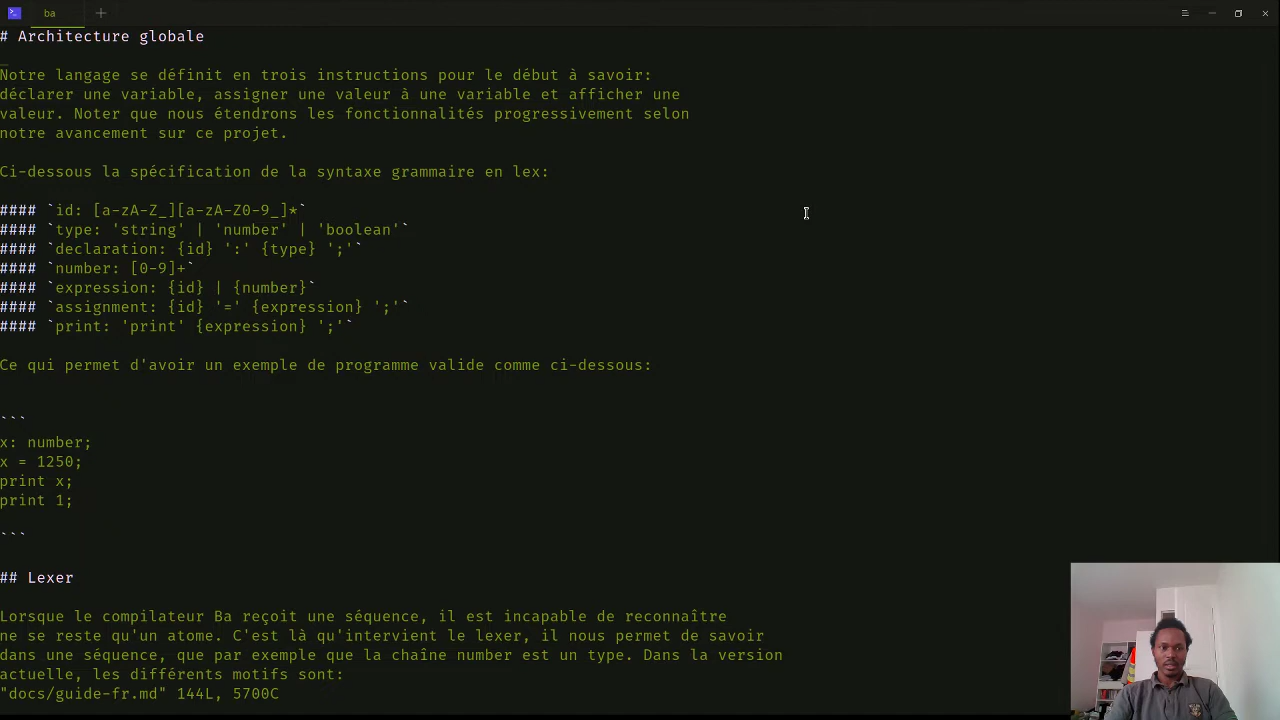 ba
# Architecture globale
Notre langage se définit en trois instructions pour le début à savoir:
déclarer une variable, assigner une valeur à une variable et afficher une
valeur. Noter que nous étendrons les fonctionnalités progressivement selon
notre avancement sur ce projet.
Ci-dessous la spécification de la syntaxe grammaire en lex:
#### `id: [a-zA-Z_][a-zA-Z0-9_]*`
#### `type: 'string' | 'number' | 'boolean'`
#### `declaration: {id} ':' {type} ';'`
#### `number: [0-9]+`
#### `expression: {id} | {number}`
#### `assignment: {id} '=' {expression} ';'`
#### `print: 'print' {expression} ';'`
Ce qui permet d'avoir un exemple de programme valide comme ci-dessous:
```
x: number;
x = 1250;
print x;
print 1;
```
## Lexer
Lorsque le compilateur Ba reçoit une séquence, il est incapable de reconnaître
ne se reste qu'un atome. C'est là qu'intervient le lexer, il nous permet de savoir
dans une séquence, que par exemple que la chaîne number est un type. Dans la version
actuelle, les différents motifs sont:
"docs/guide-fr.md" 144L, 5700C